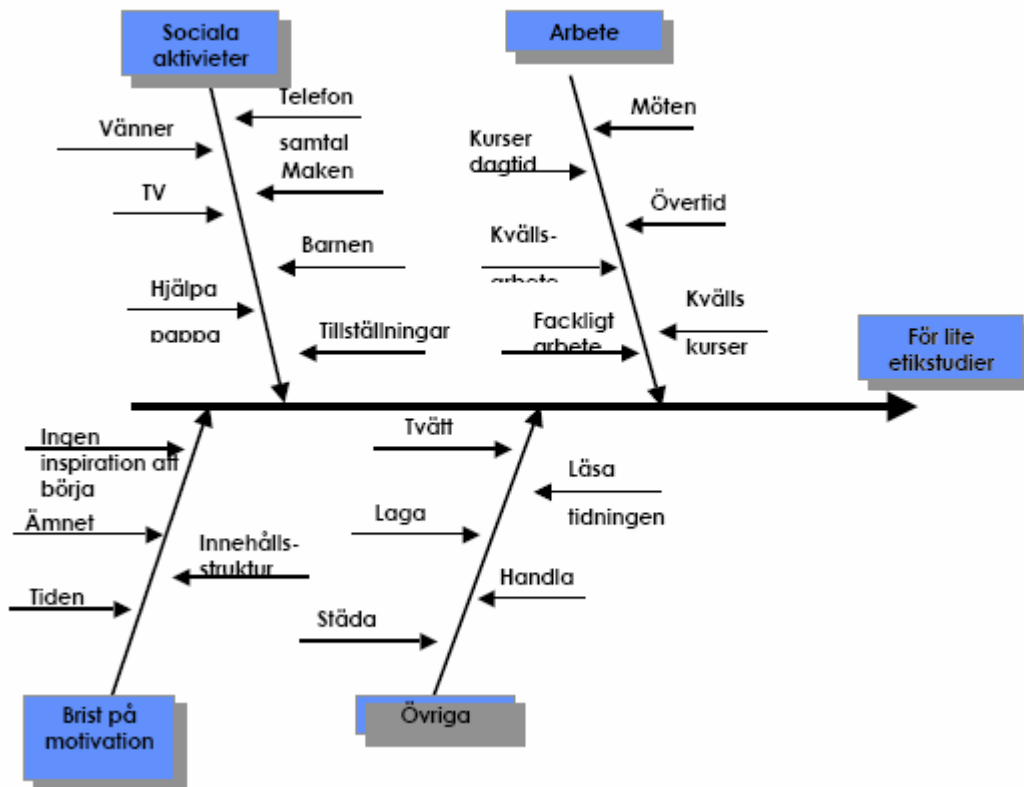 Sociala
aktivieter
Arbete
Telefon
samtal
Vänner
Maken
TV
Barnen
Hjälpa
pappa
Tillställningar
Möten
Kurser
dagtid
Övertid
Kvälls-
arbete
Kvälls
kurser
Fackligt
arbete
För lite
etikstudier
Ingen
inspiration att
börja
Ämnet
Innehålls-
struktur
Tiden
Tvätt
Läsa
tidningen
Laga
Handla
Städa
Brist på
motivation
Övriga